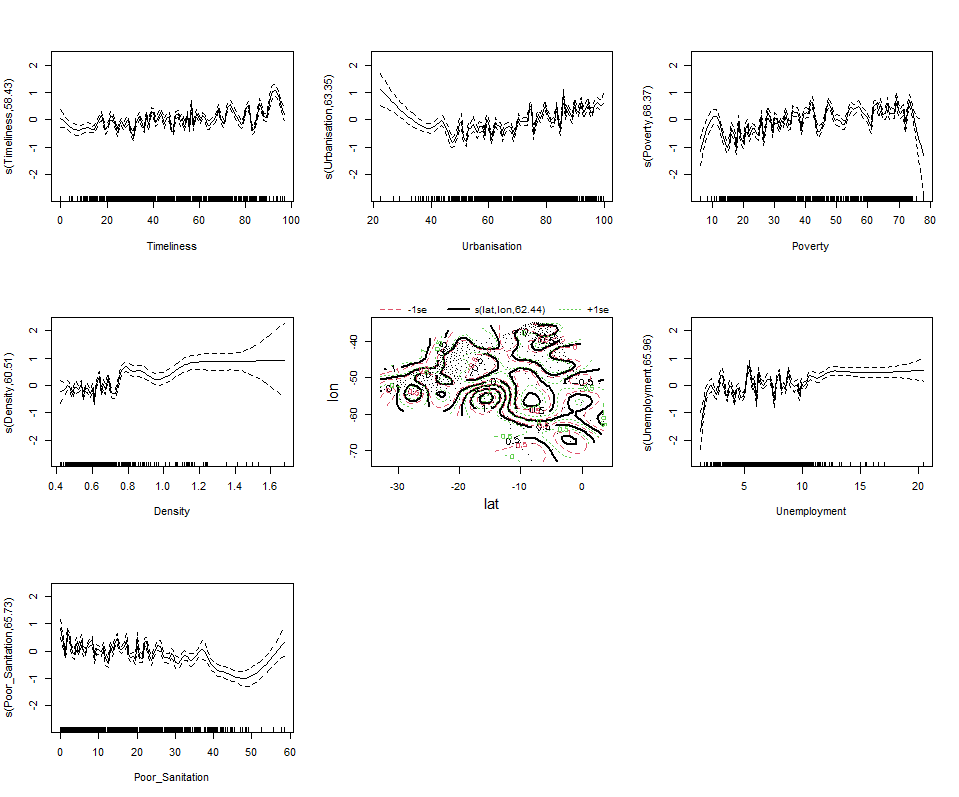 s(Timeliness,58.43)
2
1
0
-1
-2
0 20 40 60 80 100
Timeliness
s(Urbanisation,63.35)
2
1
0
-1
-2
20 40 60 80 100
Urbanisation
s(Poverty,68.37)
2
1
0
-1
-2
10 20 30 40 50 60 70 80
Poverty
s(Density,60.51)
2
1
0
-1
-2
0.4 0.6 0.8 1.0 1.2 1.4 1.6
Density
-1se s(lat,lon,62.44) +1se
lon
-40
-50
-60
-70
-30 -20 -10 0
lat
s(Unemployment,65.96)
2
1
0
-1
-2
5 10 15 20
Unemployment
s(Poor_Sanitation,65.73)
2
1
0
-1
-2
0 10 20 30 40 50 60
Poor_Sanitation